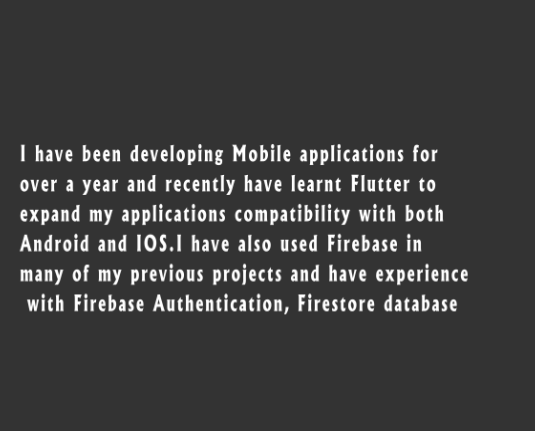 I have been developing Mobile applications for
over a year and recently have learnt Flutter to
expand my applications compatibility with both
Android and IOS.I have also used Firebase in
many of my previous projects and have experience
with Firebase Authentication, Firestore database